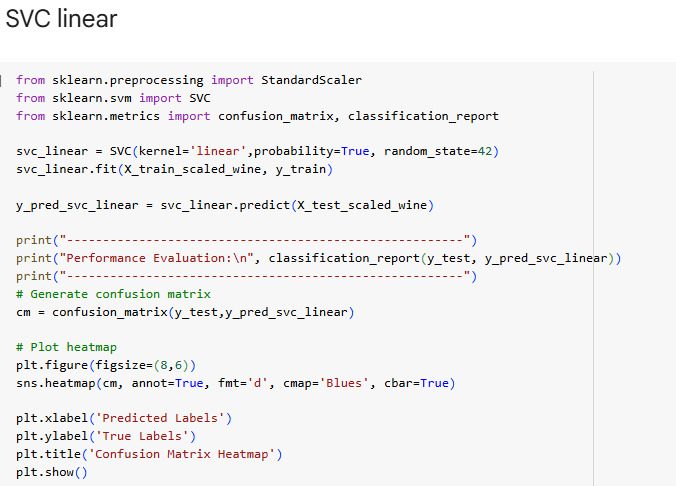 SVC linear
from sklearn.preprocessing import StandardScaler
from sklearn.svm import SVC
from sklearn.metrics import confusion_matrix, classification_report
svc_linear = SVC(kernel='linear',probability=True, random_state=42)
svc_linear.fit(X_train_scaled_wine, y_train)
y_pred_svc_linear = svc_linear.predict(X_test_scaled_wine)
print("-------------------------------------------------------")
print("Performance Evaluation:\n", classification_report(y_test, y_pred_svc_linear))
print("-------------------------------------------------------")
# Generate confusion matrix
cm = confusion_matrix(y_test,y_pred_svc_linear)
# Plot heatmap
plt.figure(figsize=(8,6))
sns.heatmap(cm, annot=True, fmt='d', cmap='Blues', cbar=True)
plt.xlabel('Predicted Labels')
plt.ylabel('True Labels')
plt.title('Confusion Matrix Heatmap')
plt.show()